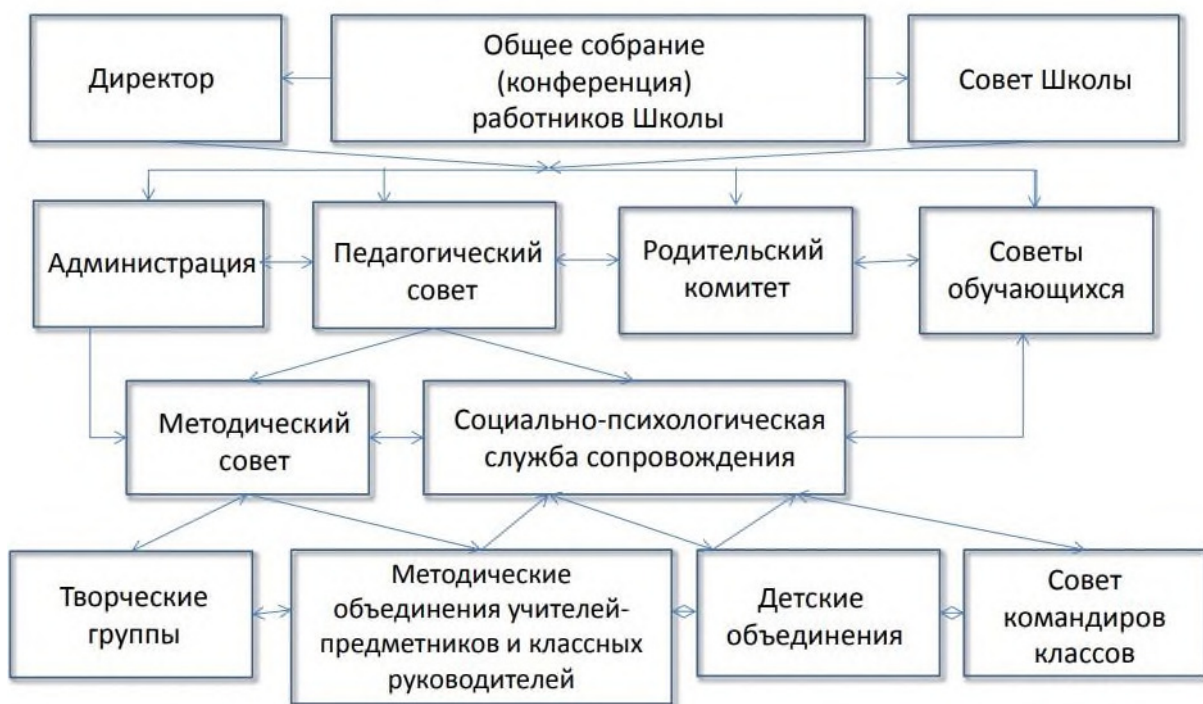 Директор
Общее собрание
(конференция)
работников Школы
Совет Школы
Администрация
Педагогический
совет
Родительский
комитет
Советы
обучающихся
Методический
совет
Социально-психологическая
служба сопровождения
Творческие
группы
Методические
объединения учителей-
предметников и классных
руководителей
Детские
объединения
Совет
командиров
классов